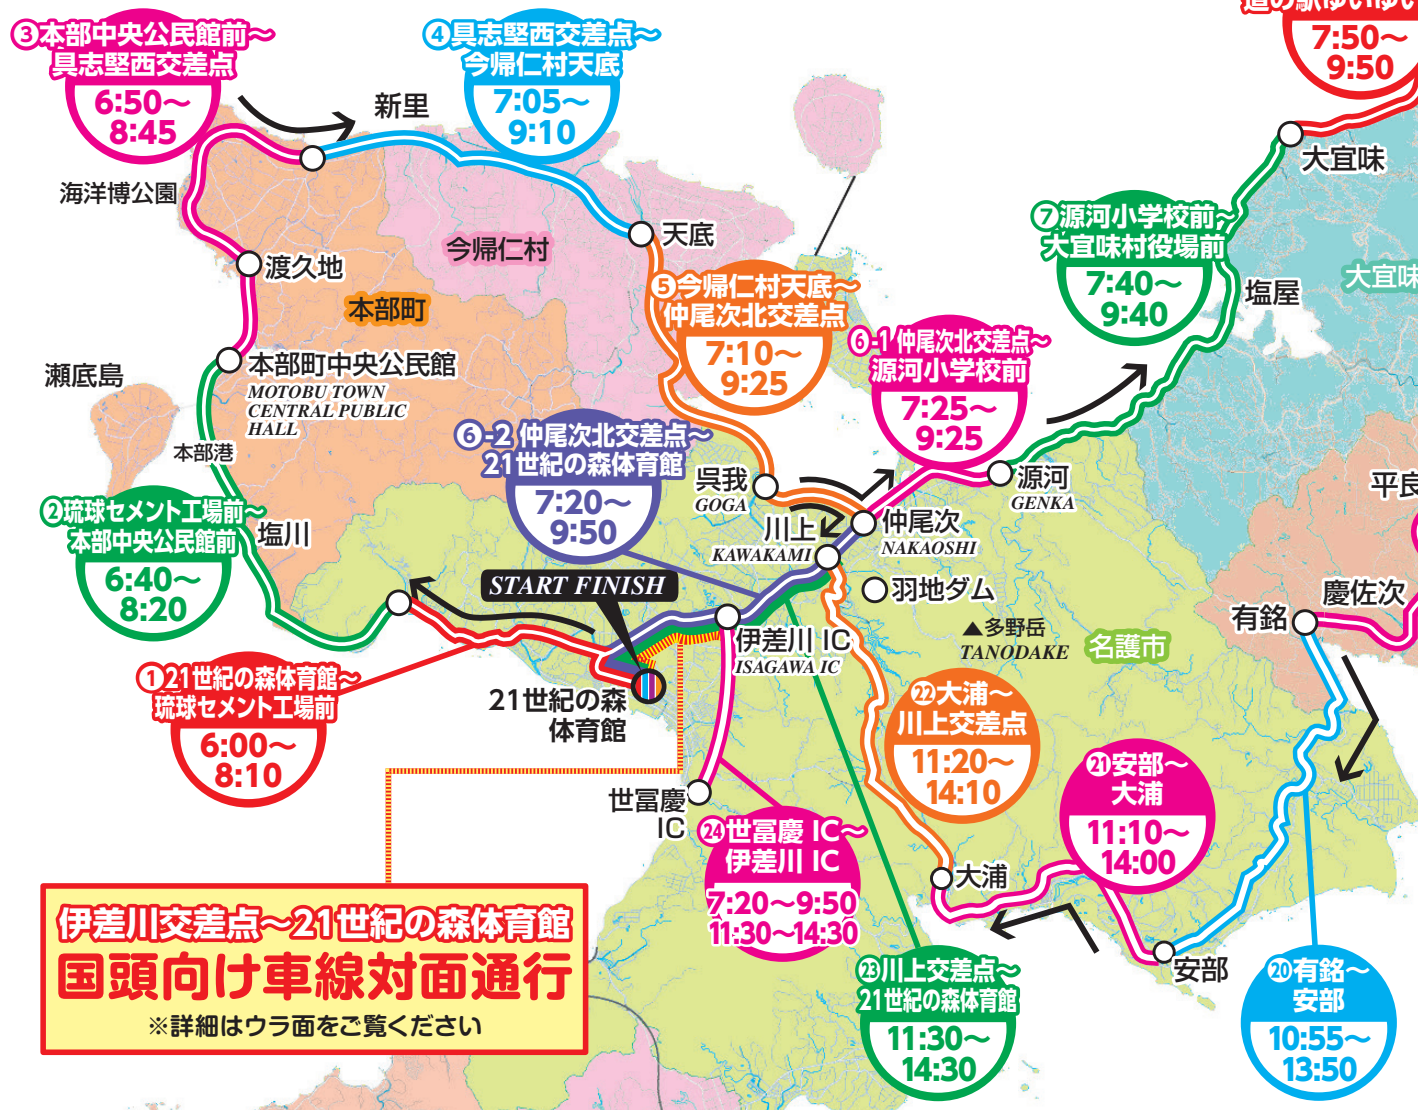 ③本部中央公民館前～
具志堅西交差点
6:50～
8:45
④具志堅西交差点～
今帰仁村天底
7:05～
9:10
道の駅ゆいゆい
7:50～
9:50
新里
大宜味
海洋博公園
⑦源河小学校前～
大宜味村役場前
7:40～
9:40
天底
今帰仁村
渡久地
大宜味
塩屋
⑤今帰仁村天底～
仲尾次北交差点
7:10～
9:25
本部町
⑥-1 仲尾次北交差点～
源河小学校前
7:25～
9:25
本部町中央公民館
MOTOBU TOWN
CENTRAL PUBLIC
HALL
瀬底島
⑥-2 仲尾次北交差点～
21世紀の森体育館
7:20～
9:50
本部港
呉我
GOGA
源河
GENKA
平良
②琉球セメント工場前～
本部中央公民館前
6:40～
8:20
塩川
川上
KAWAKAMI
仲尾次
NAKAOSHI
START FINISH
羽地ダム
慶佐次
有銘
▲多野岳
TANODAKE
名護市
伊差川 IC
ISAGAWA IC
①21世紀の森体育館～
琉球セメント工場前
6:00～
8:10
21世紀の森
体育館
㉒大浦～
川上交差点
11:20～
14:10
㉑安部～
大浦
11:10～
14:00
世冨慶
IC
㉔世冨慶 IC～
伊差川 IC
7:20～9:50
11:30～14:30
大浦
伊差川交差点～21世紀の森体育館
国頭向け車線対面通行
※詳細はウラ面をご覧ください
安部
㉓川上交差点～
21世紀の森体育館
11:30～
14:30
⑳有銘～
安部
10:55～
13:50